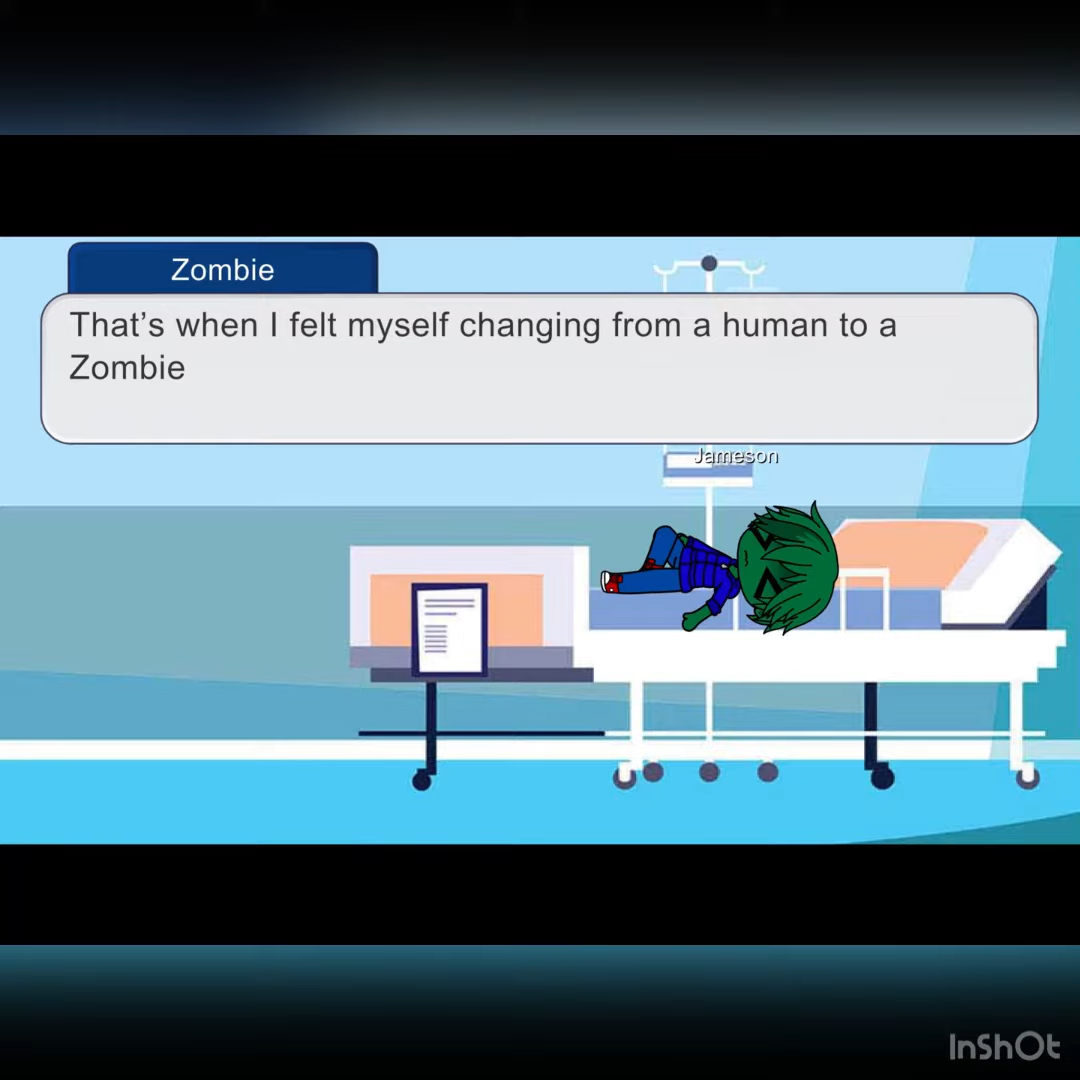 Zombie
That’s when I felt myself changing from a human to a
Zombie
Jameson
InShOt